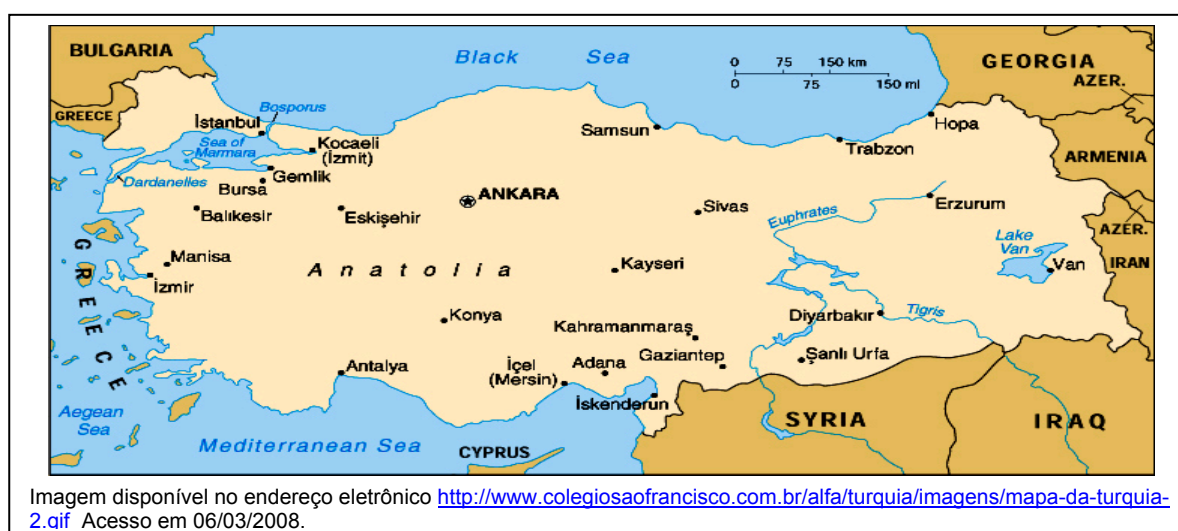 BULGARIA
Black Sea
0 75 150 km
0 75 150 mi
GEORGIA
AZER.
GREECE
Bosporus
İstanbul
Sea of
Marmara
Kocaeli
(İzmit)
Samsun
Hopa
Trabzon
ARMENIA
Dardanelles
Gemlik
Bursa
ANKARA
Balıkesir
Eskişehir
Sivas
Euphrates
Erzurum
AZER.
Lake
Van
IRAN
GREECE
Manisa
Anatolia
Kayseri
Van
İzmir
Konya
Diyarbakır
Tigris
Kahramanmaraş
Gaziantep
Şanlı Urfa
Antalya
İçel
(Mersin)
Adana
İskenderun
SYRIA
IRAQ
Aegean
Sea
Mediterranean Sea
CYPRUS
Imagem disponível no endereço eletrônico http://www.colegiosaofrancisco.com.br/alfa/turquia/imagens/mapa-da-turquia-
2.gif Acesso em 06/03/2008.